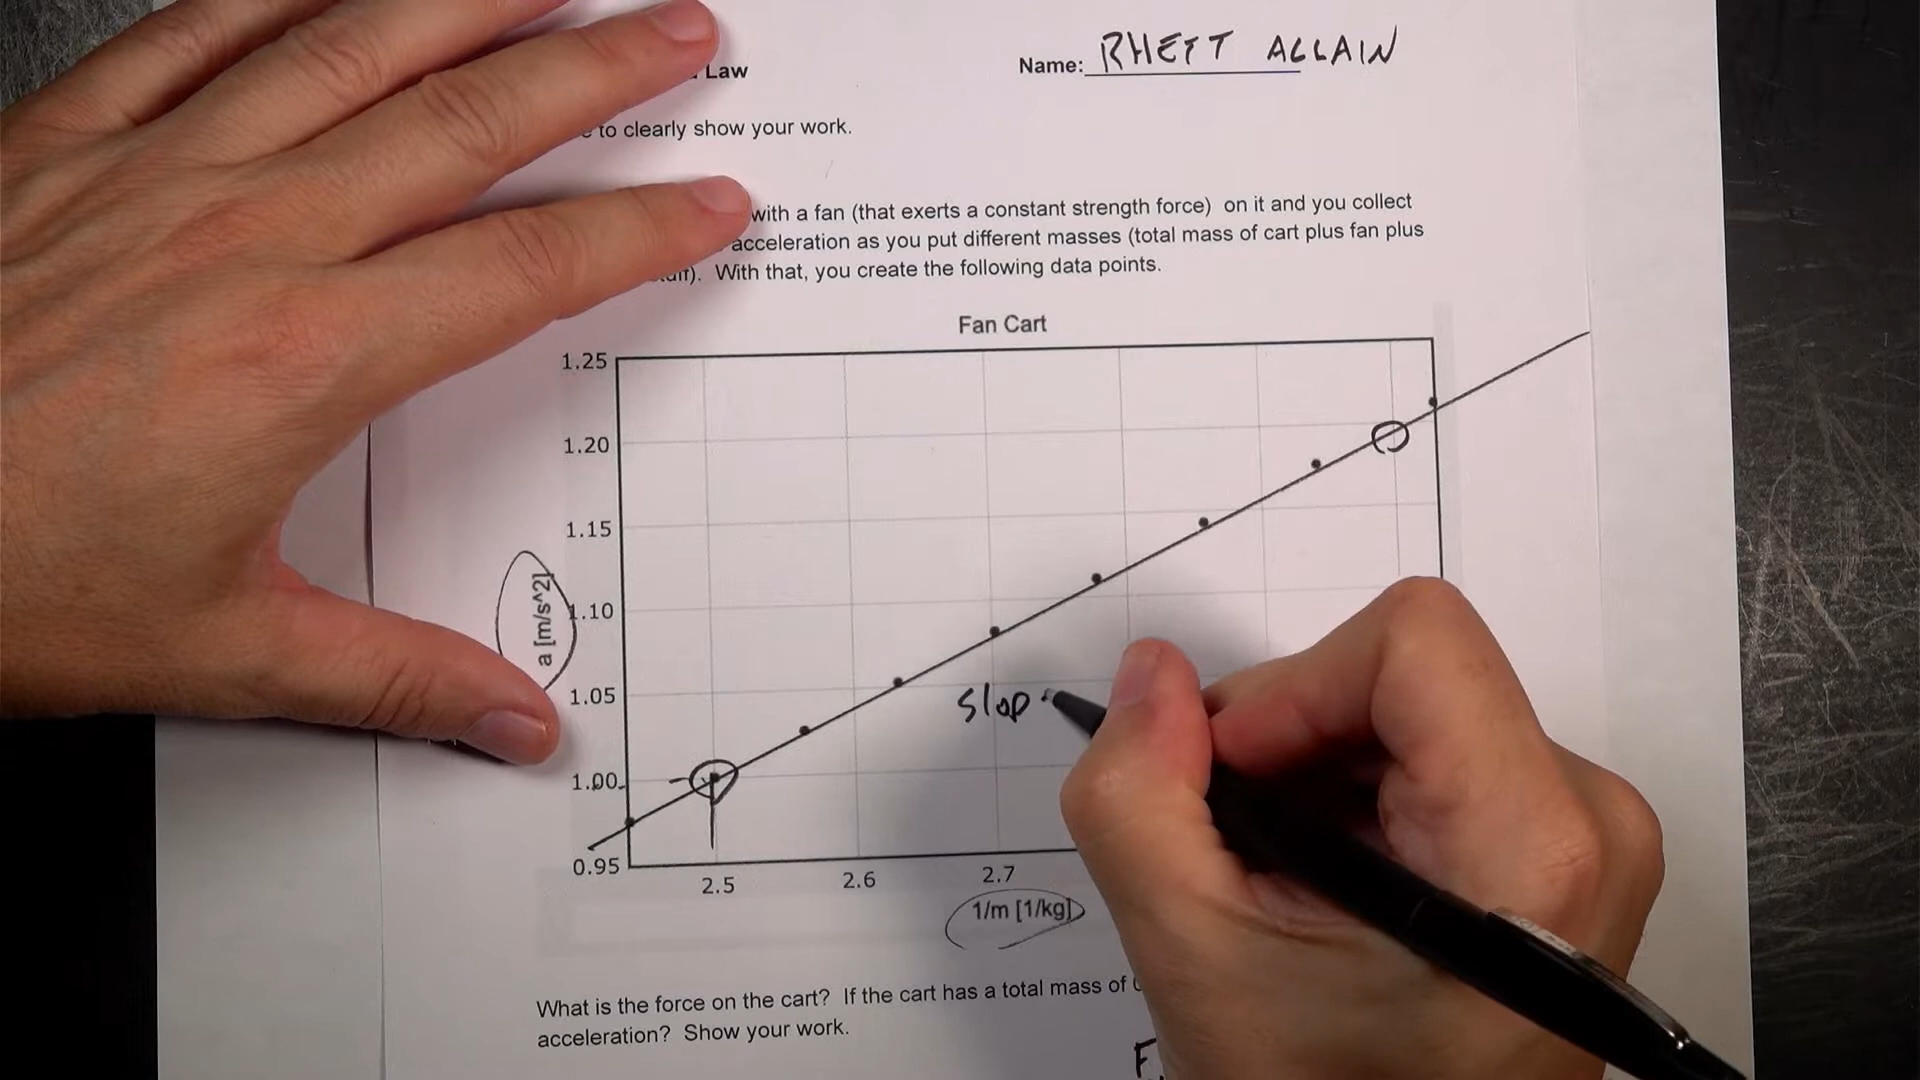 Law
Name: RHETT ALLAIN
to clearly show your work.
with a fan (that exerts a constant strength force) on it and you collect
acceleration as you put different masses (total mass of cart plus fan plus
With that, you create the following data points.
Fan Cart
1.25
1.20
1.15
1.10
1.05
1.00
0.95
a [m/s^2]
slop
2.5 2.6 2.7
1/m [1/kg]
What is the force on the cart? If the cart has a total mass of
acceleration? Show your work.
F